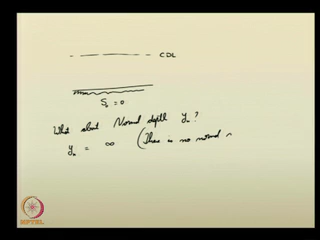 CDL
S₀ = 0
What about Normal depth yₙ ?
yₙ = ∞ (There is no normal
NPTEL